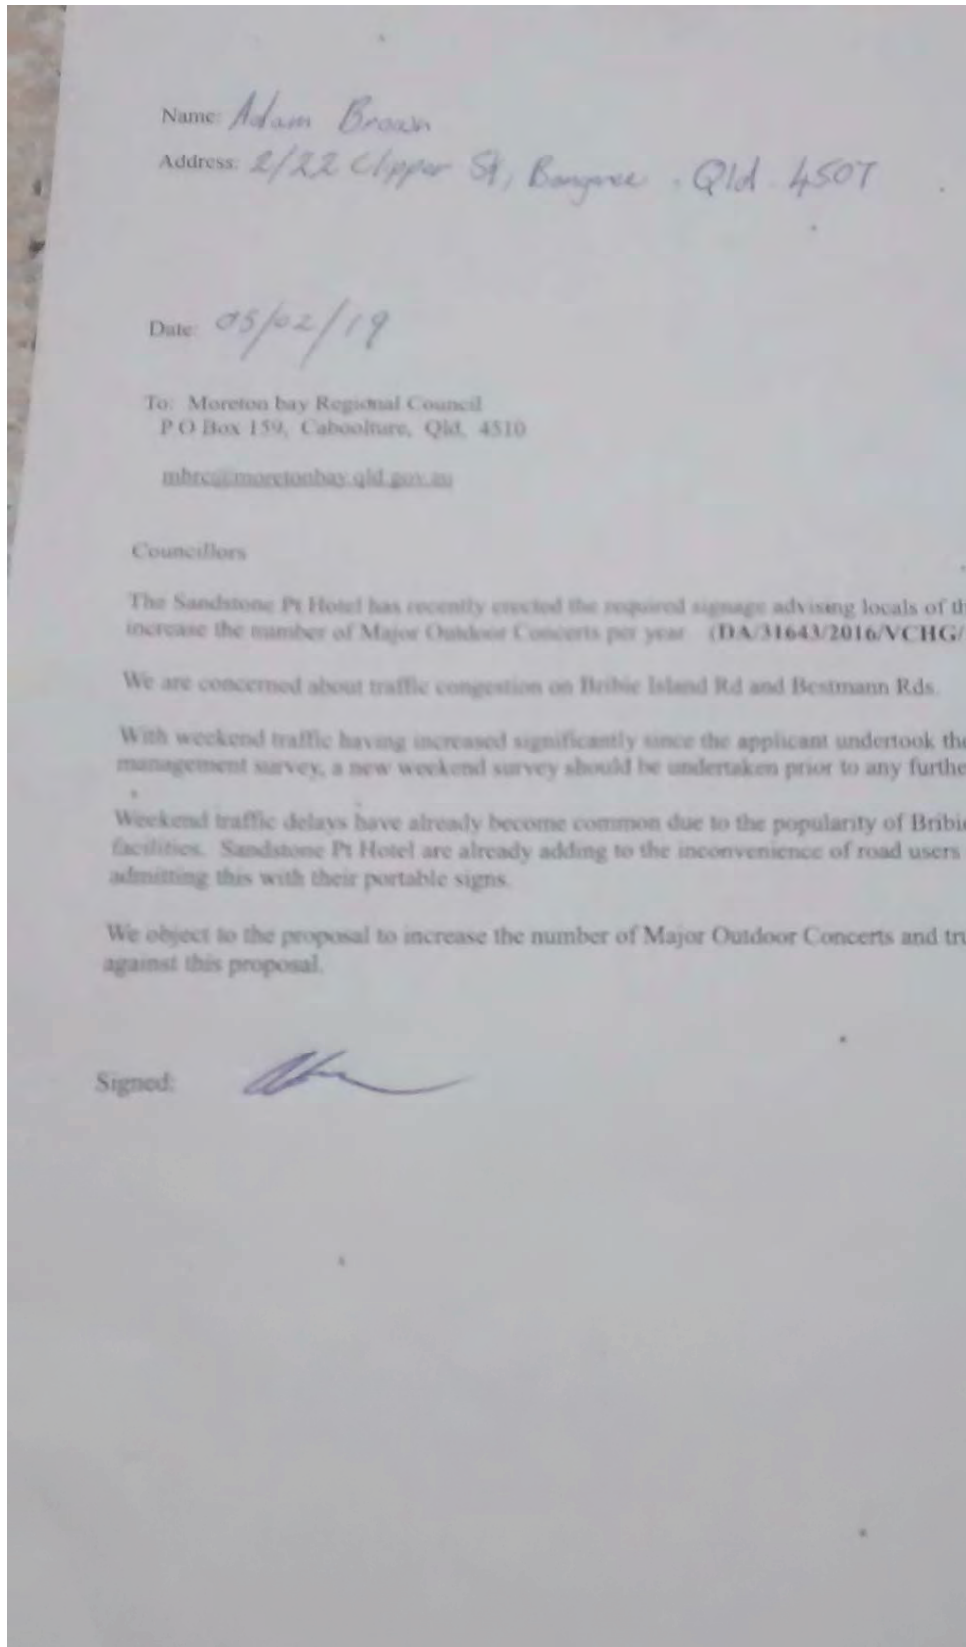 Name: Adam Brown
Address: 2/22 Clipper St, Bongaree. Qld. 4507
Date: 05/02/19
To: Moreton bay Regional Council
P O Box 159, Caboolture, Qld, 4510
mbrc@moretonbay.qld.gov.au
Councillors
The Sandstone Pt Hotel has recently erected the required signage advising locals of th
increase the number of Major Outdoor Concerts per year (DA/31643/2016/VCHG/
We are concerned about traffic congestion on Bribie Island Rd and Bestmann Rds.
With weekend traffic having increased significantly since the applicant undertook the
management survey, a new weekend survey should be undertaken prior to any furthe
Weekend traffic delays have already become common due to the popularity of Bribie
facilities. Sandstone Pt Hotel are already adding to the inconvenience of road users
admitting this with their portable signs.
We object to the proposal to increase the number of Major Outdoor Concerts and tru
against this proposal.
Signed: